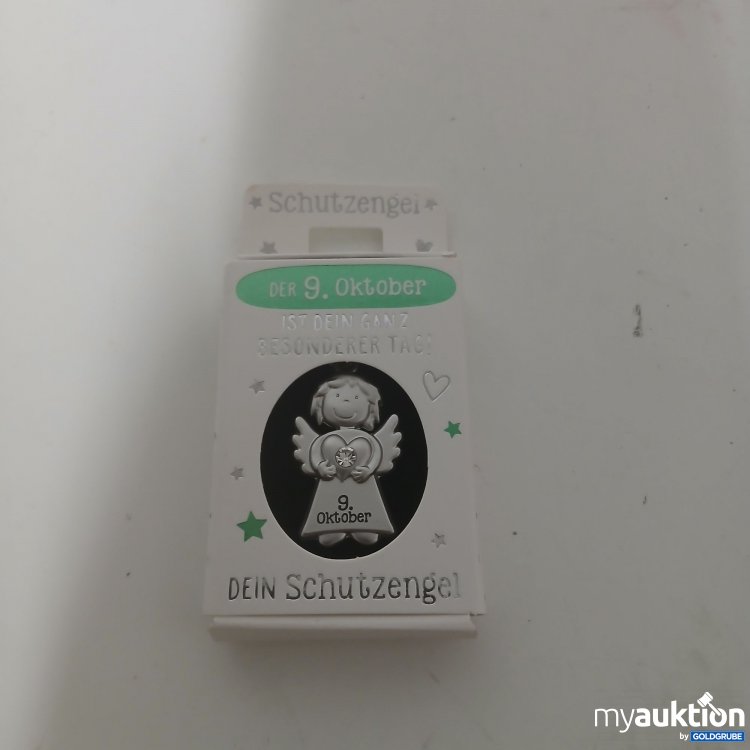 Schutzengel
DER 9. Oktober
IST DEIN GANZ
BESONDERER TAG!
9.
Oktober
DEIN Schutzengel
myauktion
by GOLDGRUBE